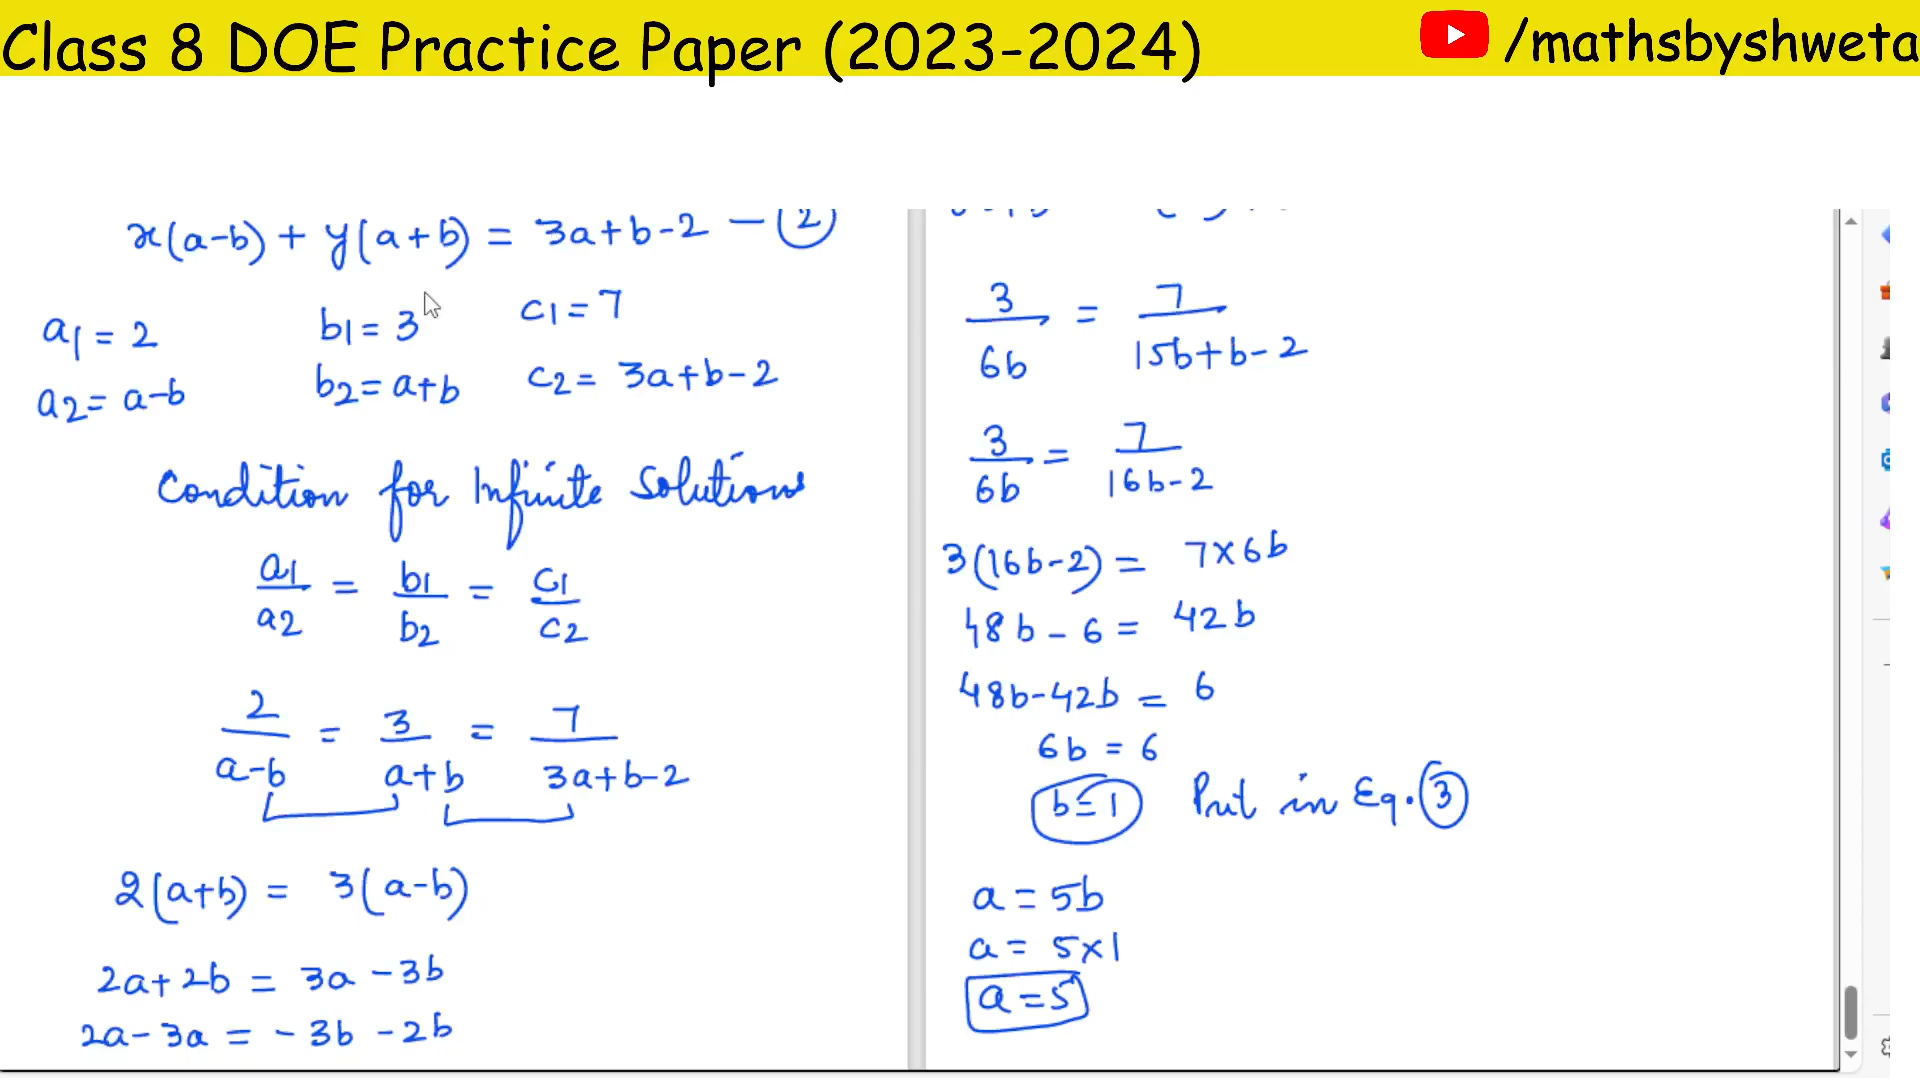 Class 8 DOE Practice Paper (2023-2024)
/mathsbyshweta
x(a-b) + y(a+b) = 3a+b-2 — ②
a1 = 2 b1 = 3 c1 = 7
a2 = a-b b2 = a+b c2 = 3a+b-2
Condition for Infinite Solutions
a1/a2 = b1/b2 = c1/c2
2/(a-b) = 3/(a+b) = 7/(3a+b-2)
2(a+b) = 3(a-b)
2a+2b = 3a-3b
2a-3a = -3b-2b
3/6b = 7/(15b+b-2)
3/6b = 7/(16b-2)
3(16b-2) = 7×6b
48b-6 = 42b
48b-42b = 6
6b = 6
b=1 Put in Eq. ③
a = 5b
a = 5×1
a = 5